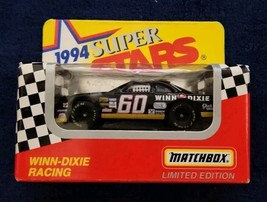 1994 SUPER
STARS
60
WINN DIXIE
WINN-DIXIE
RACING
MATCHBOX
LIMITED EDITION